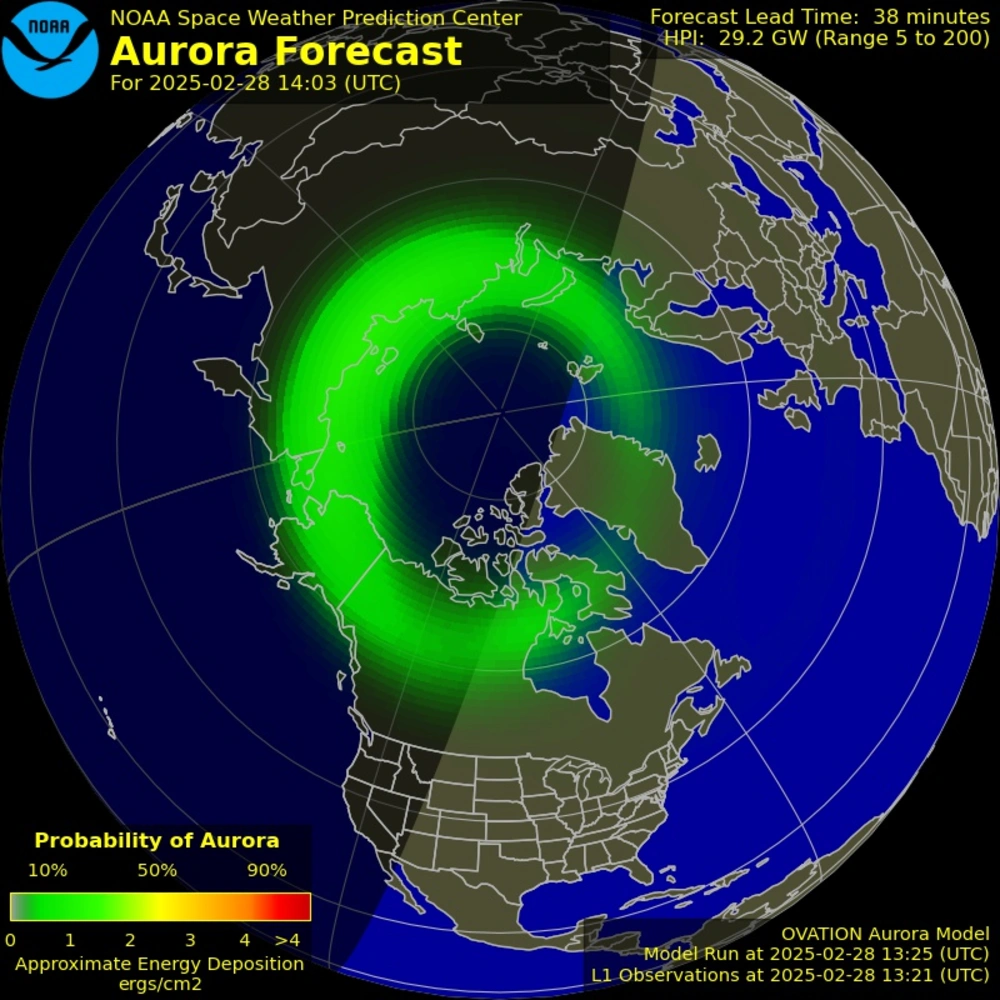 NOAA
NOAA Space Weather Prediction Center
Aurora Forecast
For 2025-02-28 14:03 (UTC)
Forecast Lead Time: 38 minutes
HPI: 29.2 GW (Range 5 to 200)
Probability of Aurora
10% 50% 90%
0 1 2 3 4 >4
Approximate Energy Deposition
ergs/cm2
OVATION Aurora Model
Model Run at 2025-02-28 13:25 (UTC)
L1 Observations at 2025-02-28 13:21 (UTC)